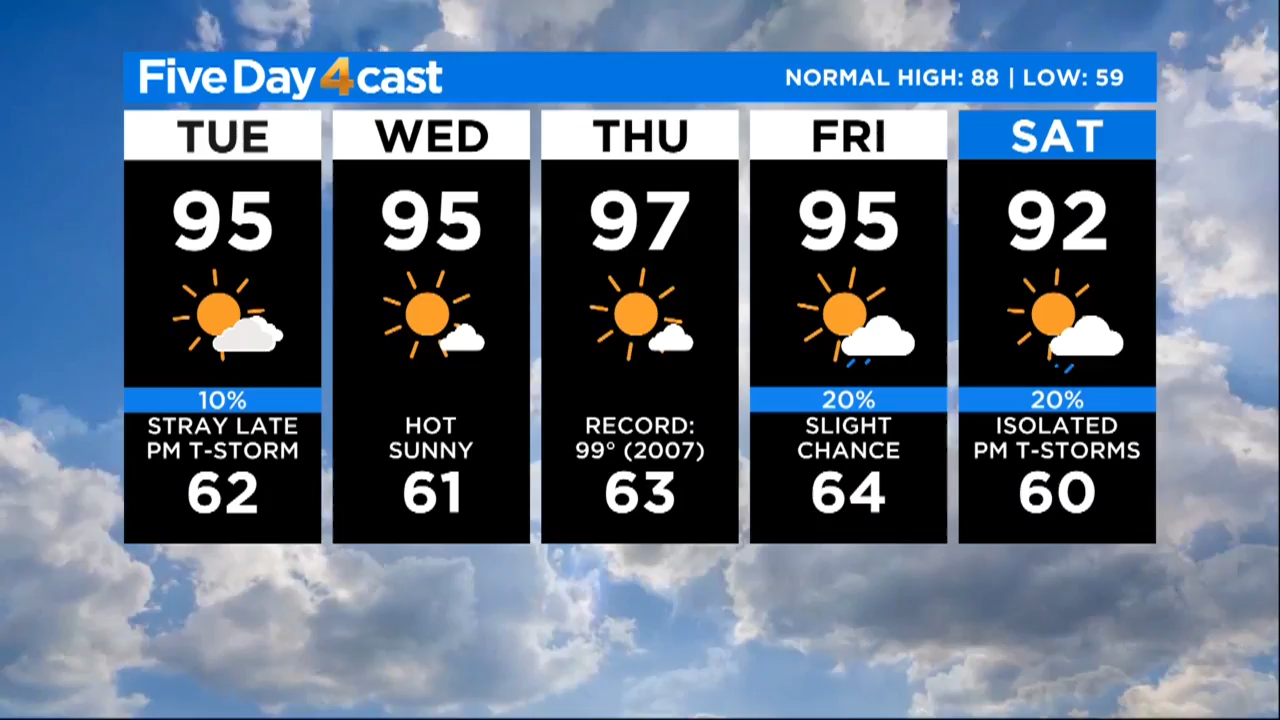 Five Day 4cast
NORMAL HIGH: 88 | LOW: 59
TUE
95
10%
STRAY LATE
PM T-STORM
62
WED
95
HOT
SUNNY
61
THU
97
RECORD:
99° (2007)
63
FRI
95
20%
SLIGHT
CHANCE
64
SAT
92
20%
ISOLATED
PM T-STORMS
60